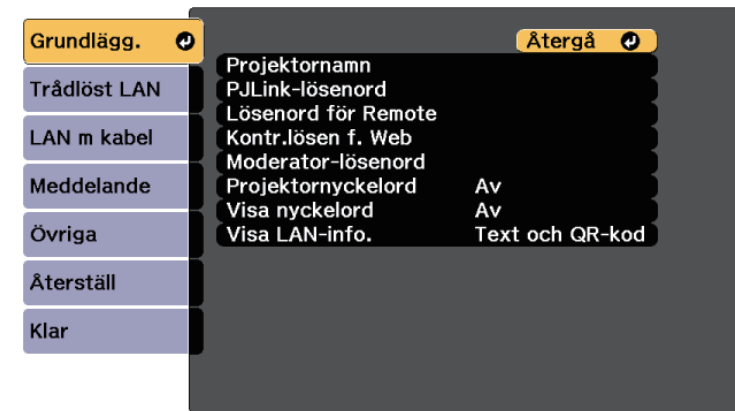 Grundlägg.
Trådlöst LAN
LAN m kabel
Meddelande
Övriga
Återställ
Klar
Återgå
Projektornamn
PJLink-lösenord
Lösenord för Remote
Kontr.lösen f. Web
Moderator-lösenord
Projektornyckelord Av
Visa nyckelord Av
Visa LAN-info. Text och QR-kod